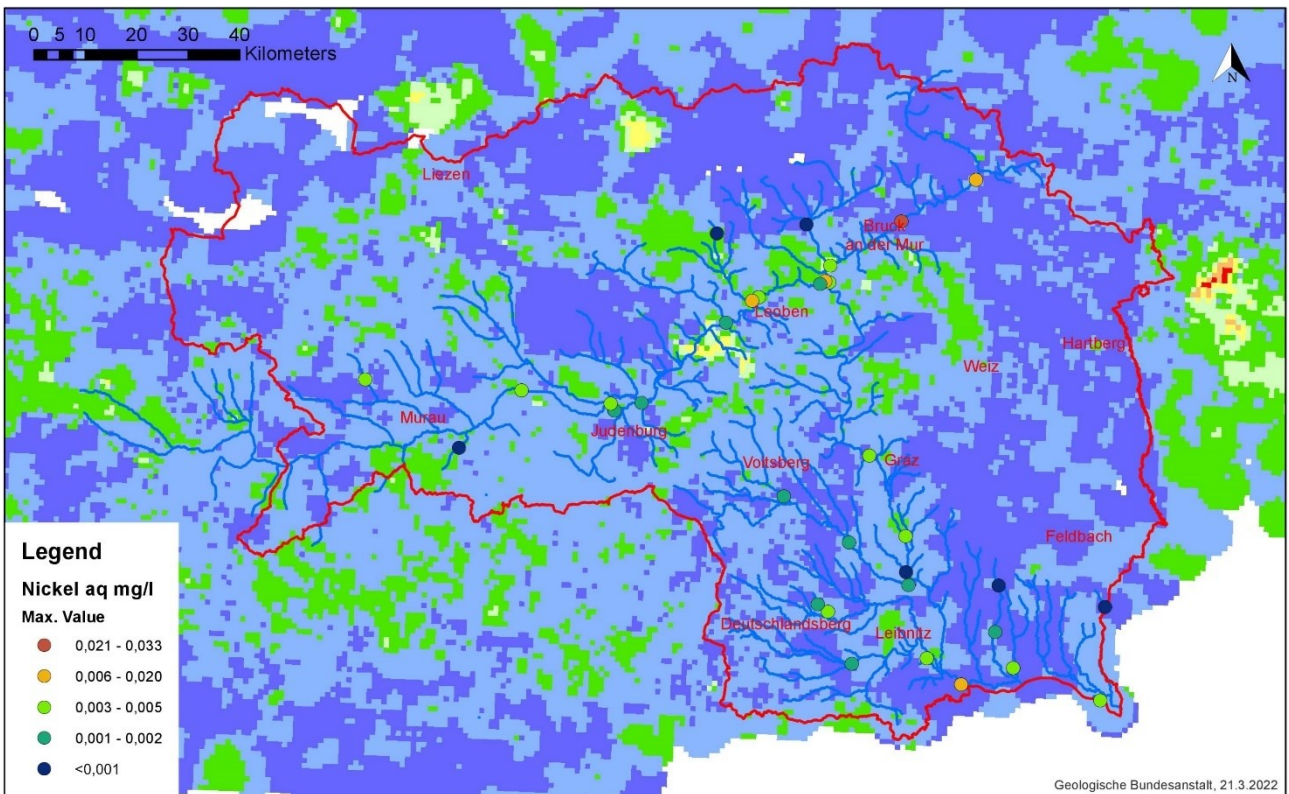 0 5 10 20 30 40
Kilometers
N
Liezen
Bruck
an der Mur
Leoben
Hartberg
Weiz
Murau
Judenburg
Voitsberg
Graz
Feldbach
Deutschlandsberg
Leibnitz
Legend
Nickel aq mg/l
Max. Value
0,021 - 0,033
0,006 - 0,020
0,003 - 0,005
0,001 - 0,002
<0,001
Geologische Bundesanstalt, 21.3.2022